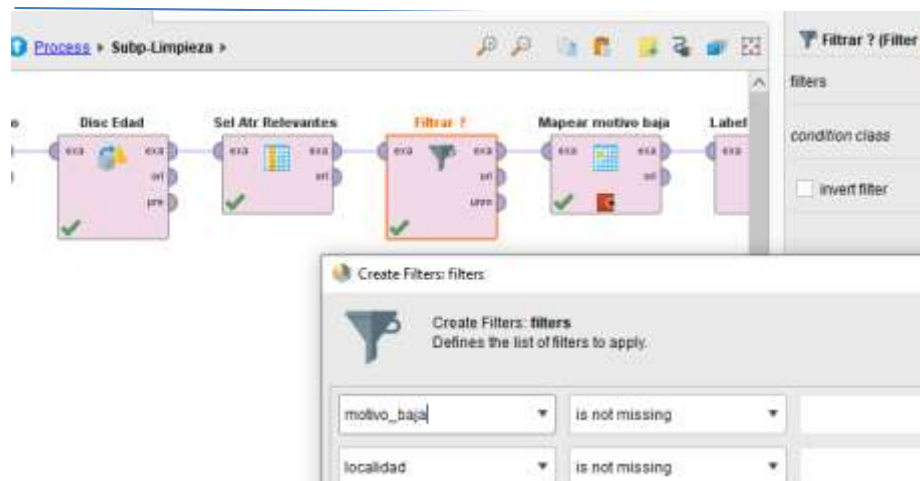 Process ▸ Subp-Limpieza ▸
Filtrar ? (Filter
filters
condition class
invert filter
o
Disc Edad
Sel Atr Relevantes
Filtrar ?
Mapear motivo baja
Label
exa exa exa exa exa exa exa exa exa
ori ori ori ori
pre unm
Create Filters: filters
Create Filters: filters
Defines the list of filters to apply.
motivo_baja is not missing
localidad is not missing